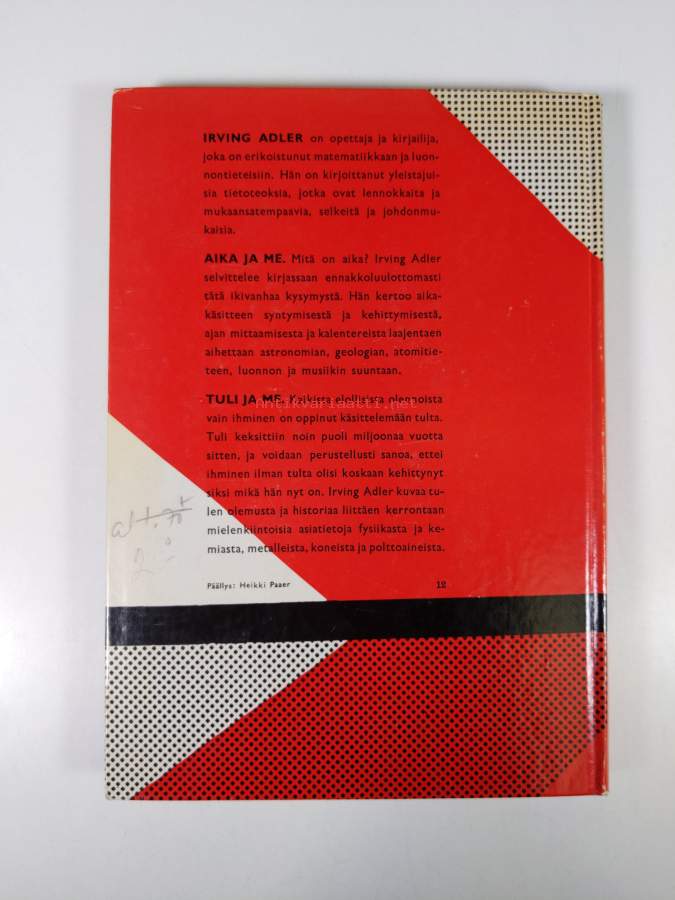 IRVING ADLER on opettaja ja kirjailija,
joka on erikoistunut matematiikkaan ja luon-
nontieteisiin. Hän on kirjoittanut yleistajui-
sia tietoteoksia, jotka ovat lennokkaita ja
mukaansatempaavia, selkeitä ja johdonmu-
kaisia.
AIKA JA ME. Mitä on aika? Irving Adler
selvittelee kirjassaan ennakkoluulottomasti
tätä ikivanhaa kysymystä. Hän kertoo aika-
käsitteen syntymisestä ja kehittymisestä,
ajan mittaamisesta ja kalentereista laajentaen
aihettaan astronomian, geologian, atomitie-
teen, luonnon ja musiikin suuntaan.
TULI JA ME. Kaikista elollisista olennoista
antikvariaatti.net
vain ihminen on oppinut käsittelemään tulta.
Tuli keksittiin noin puoli miljoonaa vuotta
sitten, ja voidaan perustellusti sanoa, ettei
ihminen ilman tulta olisi koskaan kehittynyt
siksi mikä hän nyt on. Irving Adler kuvaa tu-
len olemusta ja historiaa liittäen kerrontaan
mielenkiintoisia asiatietoja fysiikasta ja ke-
miasta, metalleista, koneista ja polttoaineista.
Päällys: Heikki Paaer 12